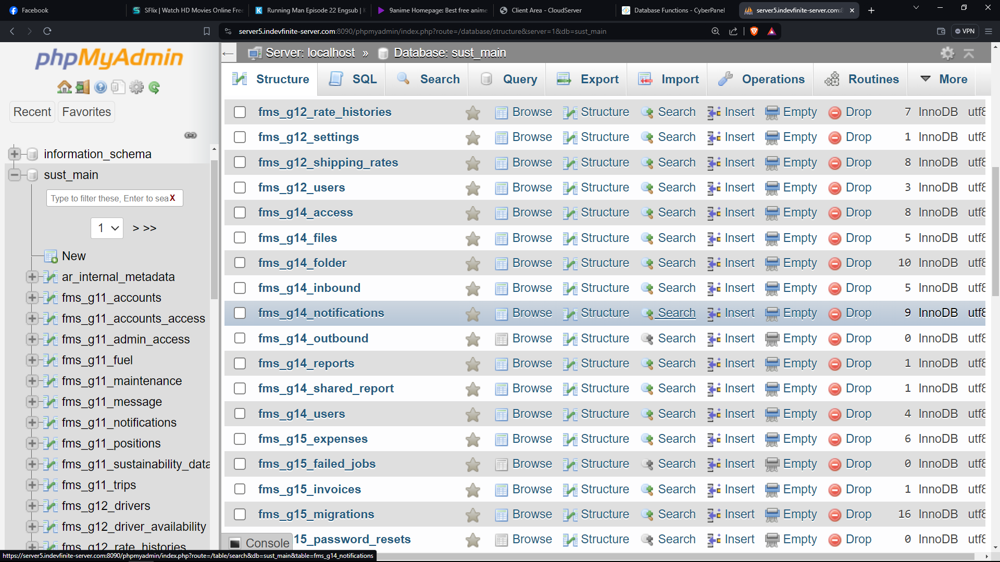 Facebook
SFlix | Watch HD Movies Online Free
Running Man Episode 22 Engsub | K
9anime Homepage: Best free anime
Client Area - CloudServer
Database Functions - CyberPanel
server5.indevfinite-server.com:8
server5.indevfinite-server.com:8090/phpmyadmin/index.php?route=/database/structure&server=1&db=sust_main
VPN
phpMyAdmin
Recent
Favorites
information_schema
sust_main
Type to filter these, Enter to sea X
1 > >>
New
ar_internal_metadata
fms_g11_accounts
fms_g11_accounts_access
fms_g11_admin_access
fms_g11_fuel
fms_g11_maintenance
fms_g11_message
fms_g11_notifications
fms_g11_positions
fms_g11_sustainability_data
fms_g11_trips
fms_g12_drivers
fms_g12_driver_availability
fms_g12_rate_histories
Server: localhost » Database: sust_main
Structure SQL Search Query Export Import Operations Routines More
fms_g12_rate_histories Browse Structure Search Insert Empty Drop 7 InnoDB utf8
fms_g12_settings Browse Structure Search Insert Empty Drop 1 InnoDB utf8
fms_g12_shipping_rates Browse Structure Search Insert Empty Drop 8 InnoDB utf8
fms_g12_users Browse Structure Search Insert Empty Drop 3 InnoDB utf8
fms_g14_access Browse Structure Search Insert Empty Drop 8 InnoDB utf8
fms_g14_files Browse Structure Search Insert Empty Drop 5 InnoDB utf8
fms_g14_folder Browse Structure Search Insert Empty Drop 10 InnoDB utf8
fms_g14_inbound Browse Structure Search Insert Empty Drop 5 InnoDB utf8
fms_g14_notifications Browse Structure Search Insert Empty Drop 9 InnoDB utf8
fms_g14_outbound Browse Structure Search Insert Empty Drop 0 InnoDB utf8
fms_g14_reports Browse Structure Search Insert Empty Drop 1 InnoDB utf8
fms_g14_shared_report Browse Structure Search Insert Empty Drop 1 InnoDB utf8
fms_g14_users Browse Structure Search Insert Empty Drop 4 InnoDB utf8
fms_g15_expenses Browse Structure Search Insert Empty Drop 6 InnoDB utf8
fms_g15_failed_jobs Browse Structure Search Insert Empty Drop 0 InnoDB utf8
fms_g15_invoices Browse Structure Search Insert Empty Drop 1 InnoDB utf8
fms_g15_migrations Browse Structure Search Insert Empty Drop 16 InnoDB utf8
15_password_resets Browse Structure Search Insert Empty Drop 0 InnoDB utf8
Console
https://server5.indevfinite-server.com:8090/phpmyadmin/index.php?route=/table/search&db=sust_main&table=fms_g14_notifications